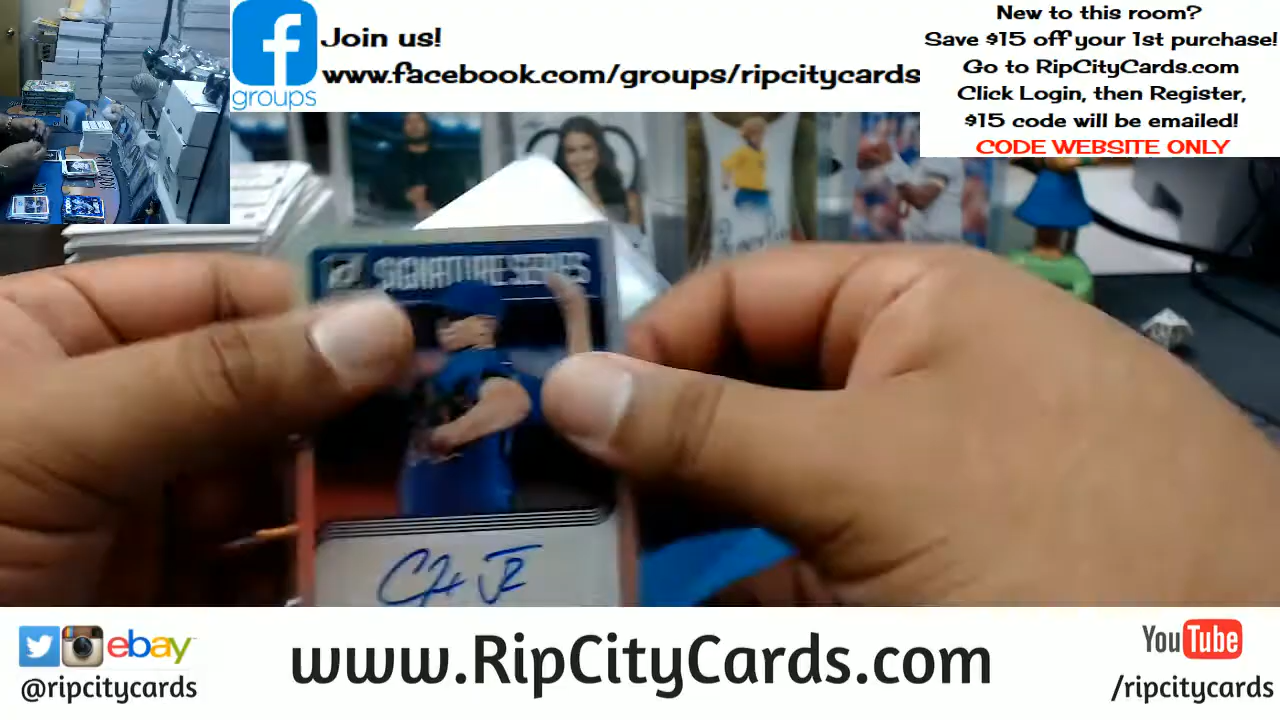 groups
Join us!
www.facebook.com/groups/ripcitycards
New to this room?
Save $15 off your 1st purchase!
Go to RipCityCards.com
Click Login, then Register,
$15 code will be emailed!
CODE WEBSITE ONLY
SIGNATURE SERIES
ebay
@ripcitycards
www.RipCityCards.com
YouTube
/ripcitycards